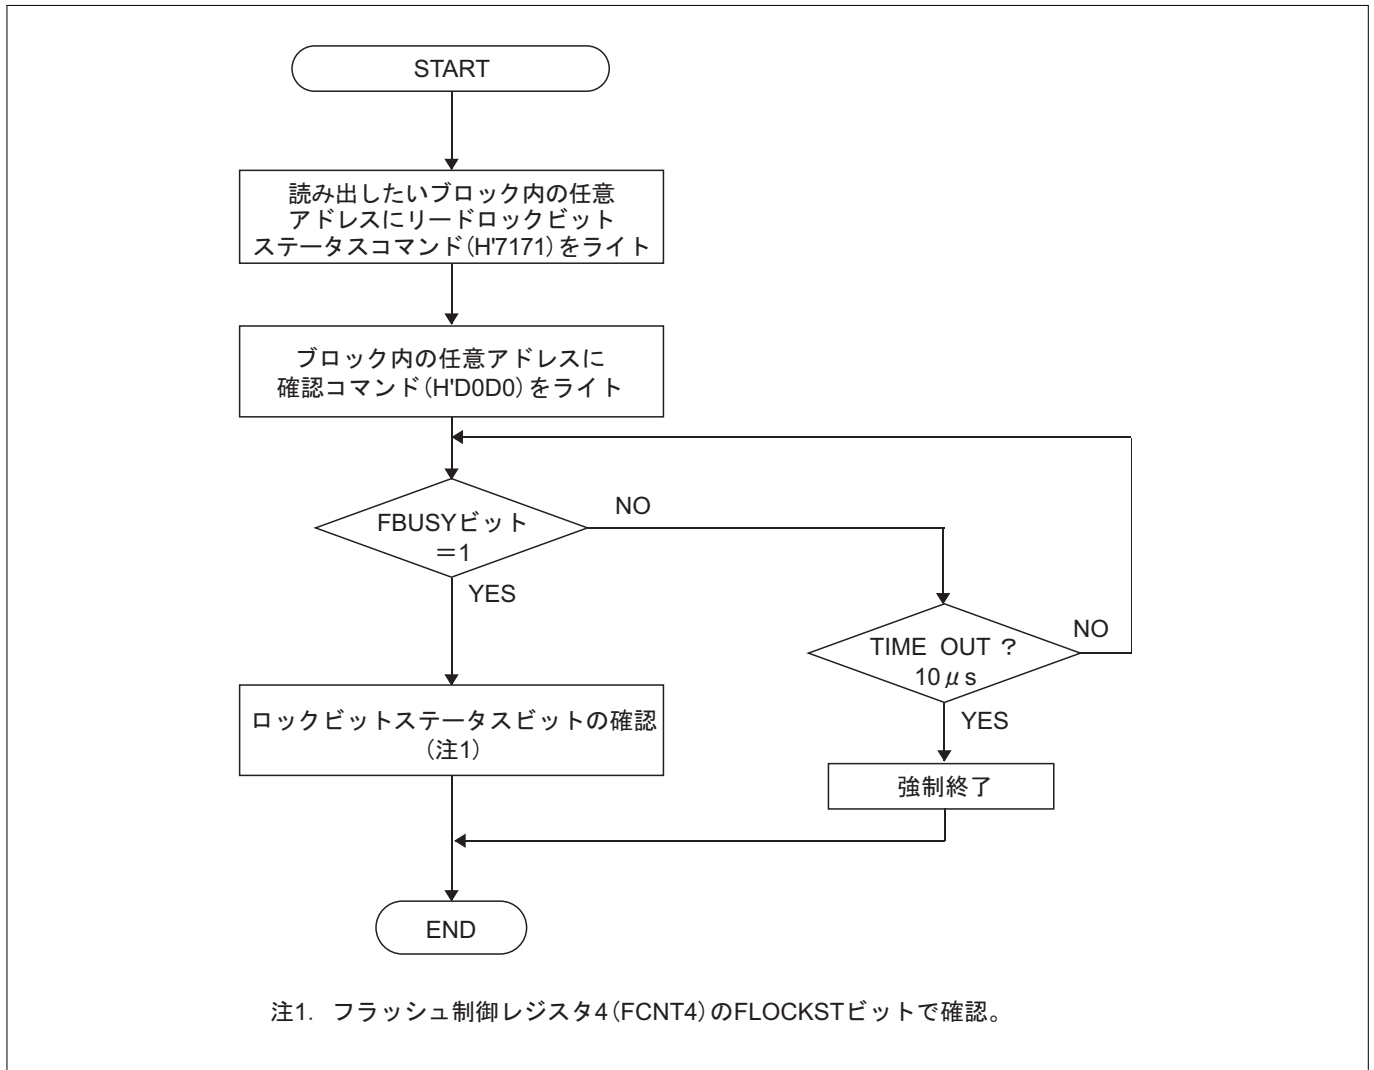 START
読み出したいブロック内の任意
アドレスにリードロックビット
ステータスコマンド(H'7171)をライト
ブロック内の任意アドレスに
確認コマンド(H'D0D0)をライト
FBUSYビット
＝1
NO
YES
TIME OUT ？
10μs
NO
YES
ロックビットステータスビットの確認
(注1)
強制終了
END
注1. フラッシュ制御レジスタ4(FCNT4)のFLOCKSTビットで確認。